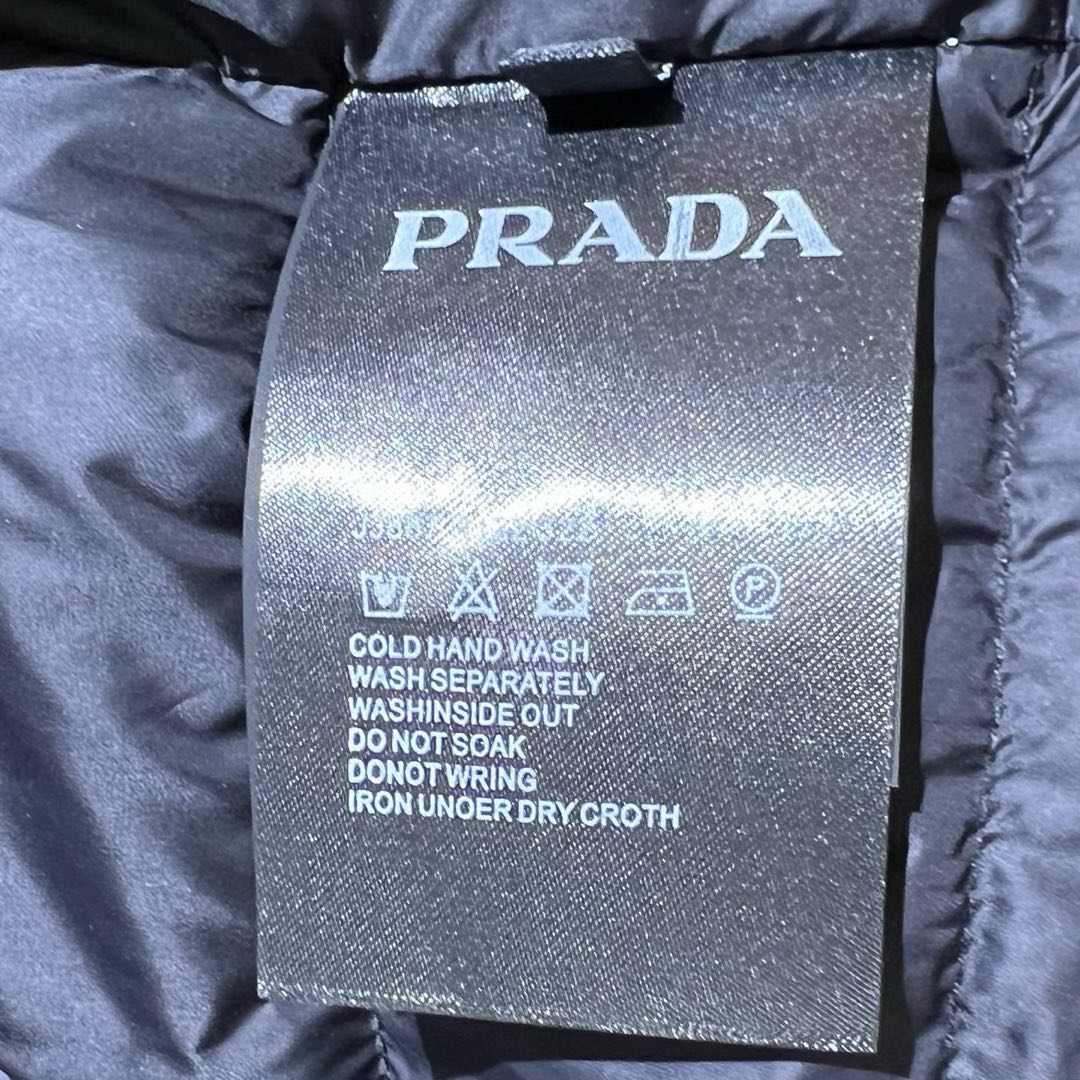 PRADA
P
COLD HAND WASH
WASH SEPARATELY
WASHINSIDE OUT
DO NOT SOAK
DONOT WRING
IRON UNOER DRY CROTH